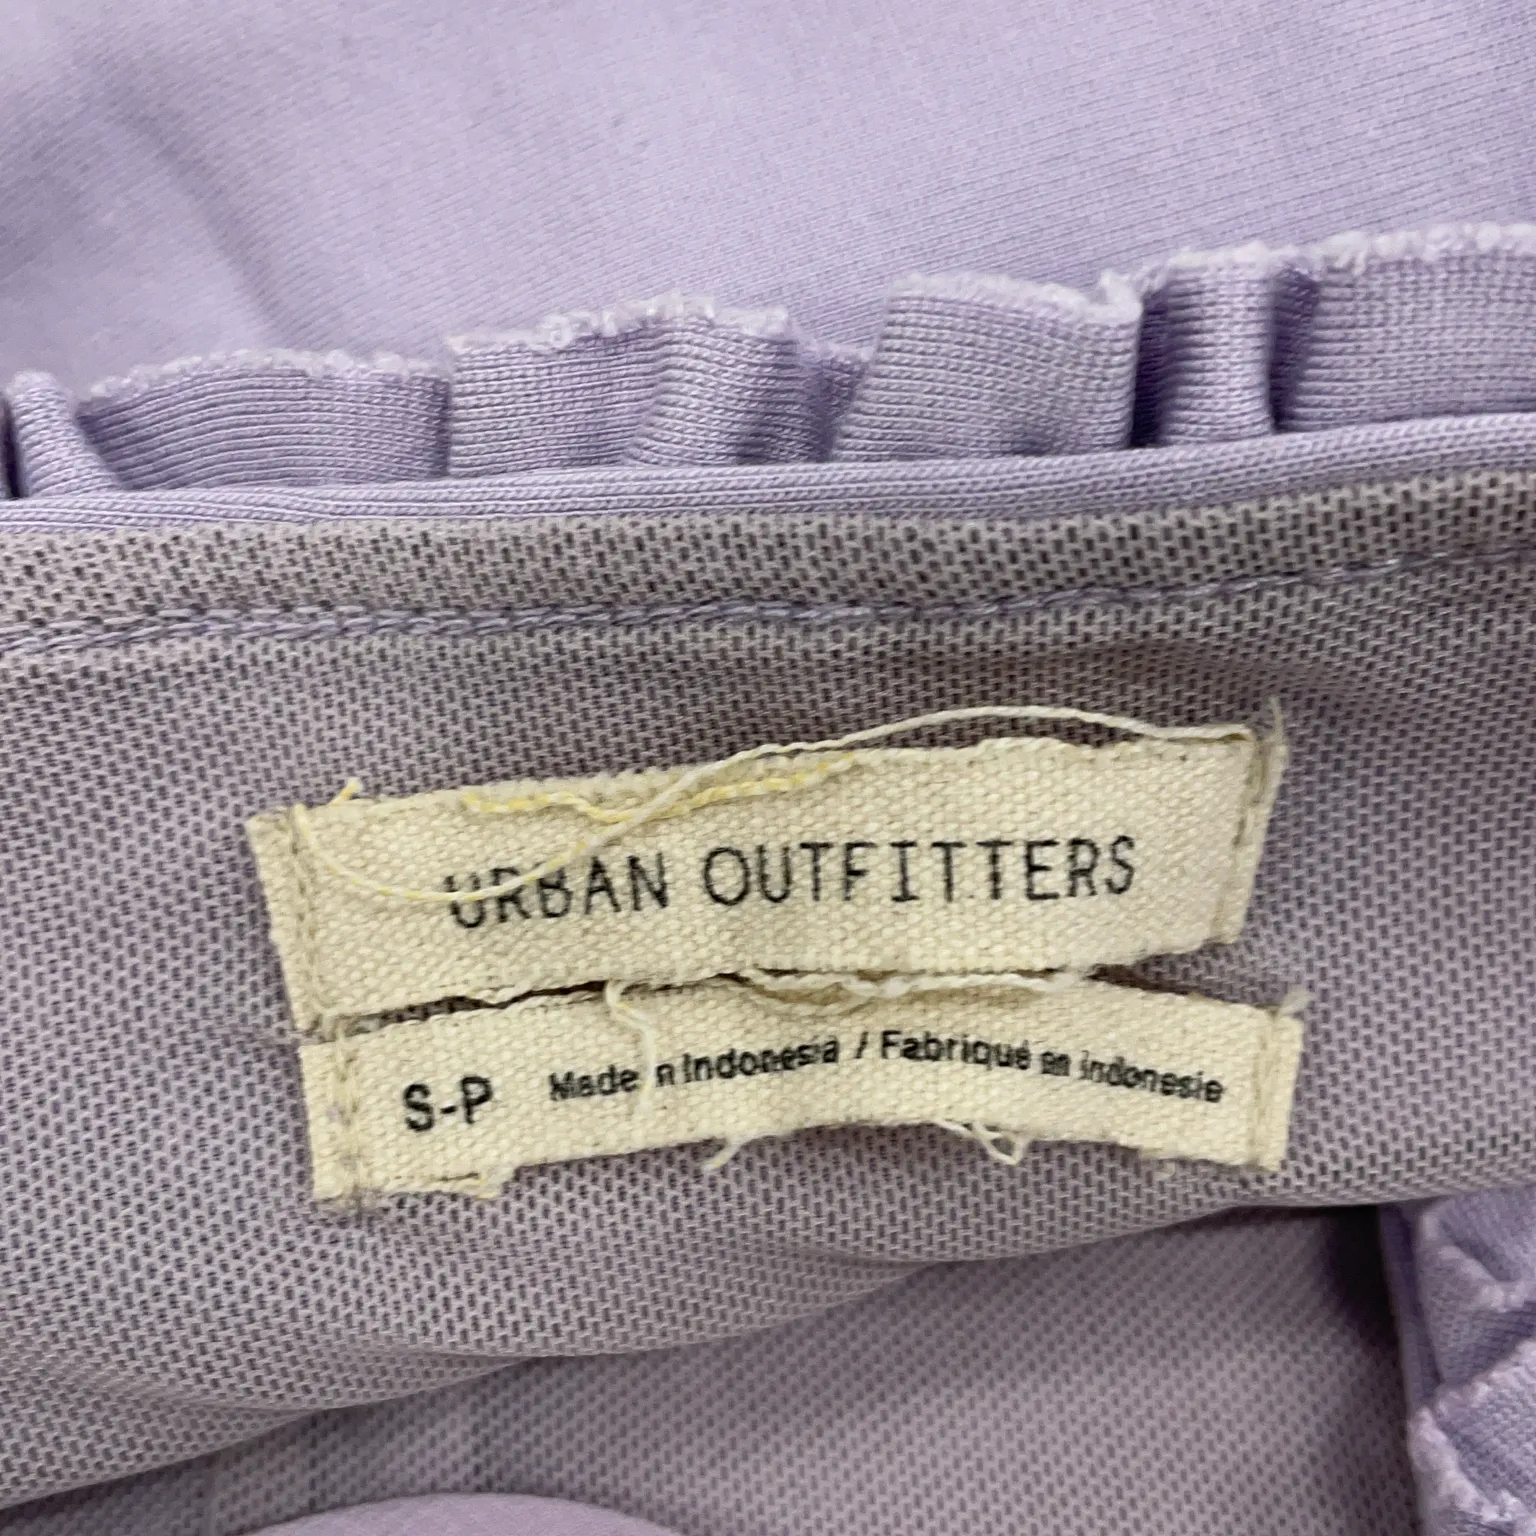 URBAN OUTFITTERS
S-P Made in Indonesia / Fabriqué en Indonesie